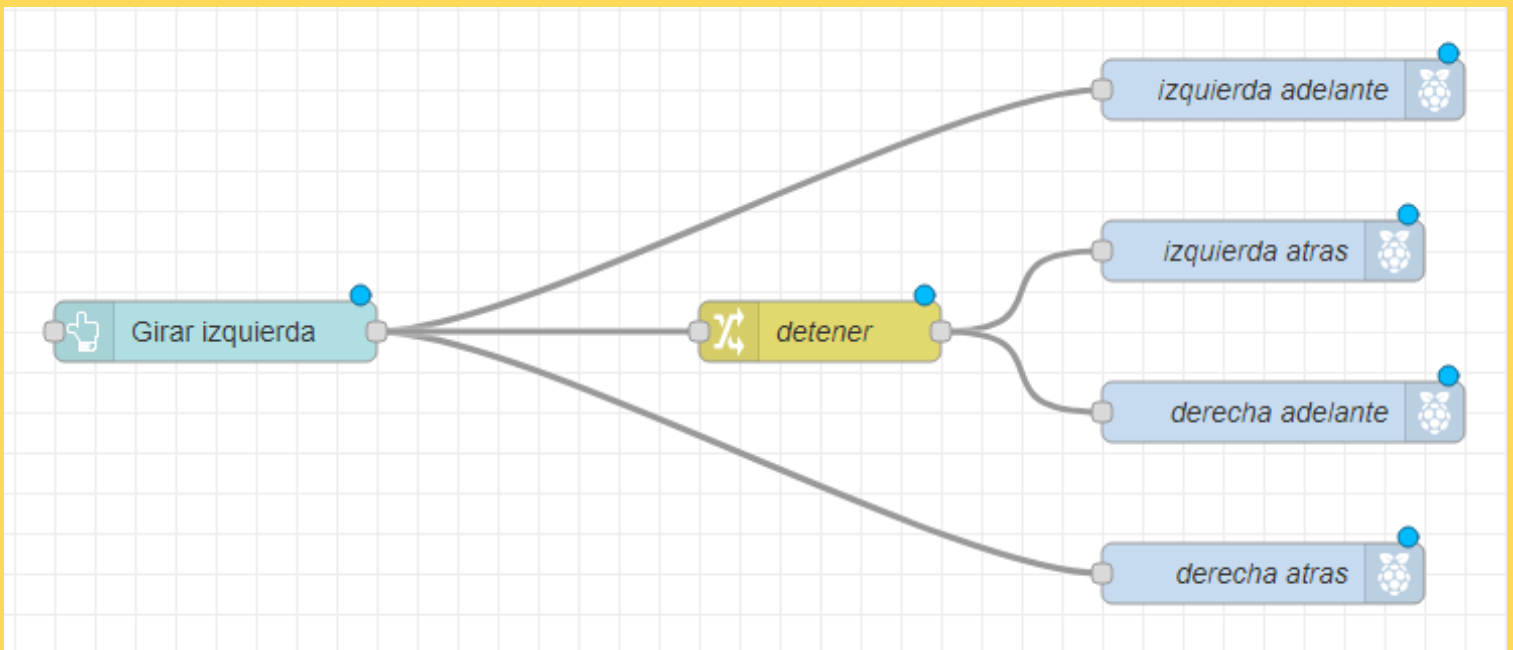 izquierda adelante
izquierda atras
Girar izquierda
detener
derecha adelante
derecha atras